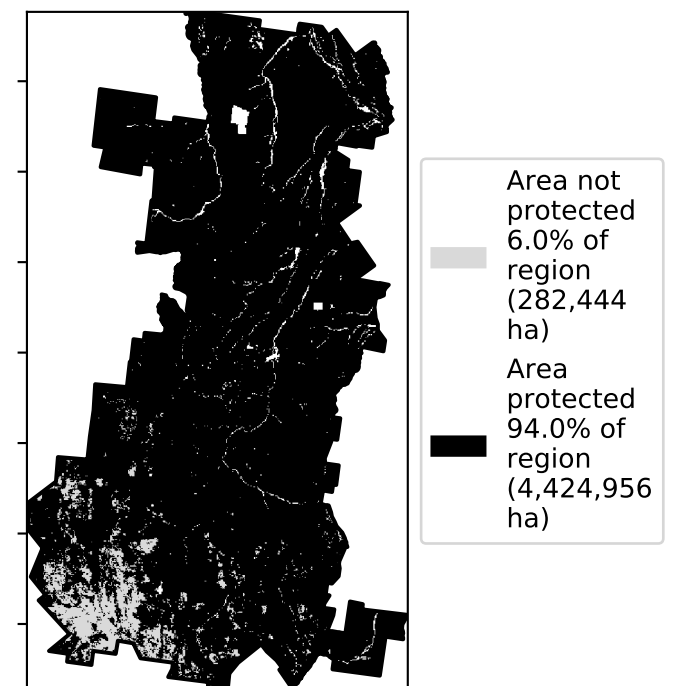 Area not
protected
6.0% of
region
(282,444
ha)
Area
protected
94.0% of
region
(4,424,956
ha)